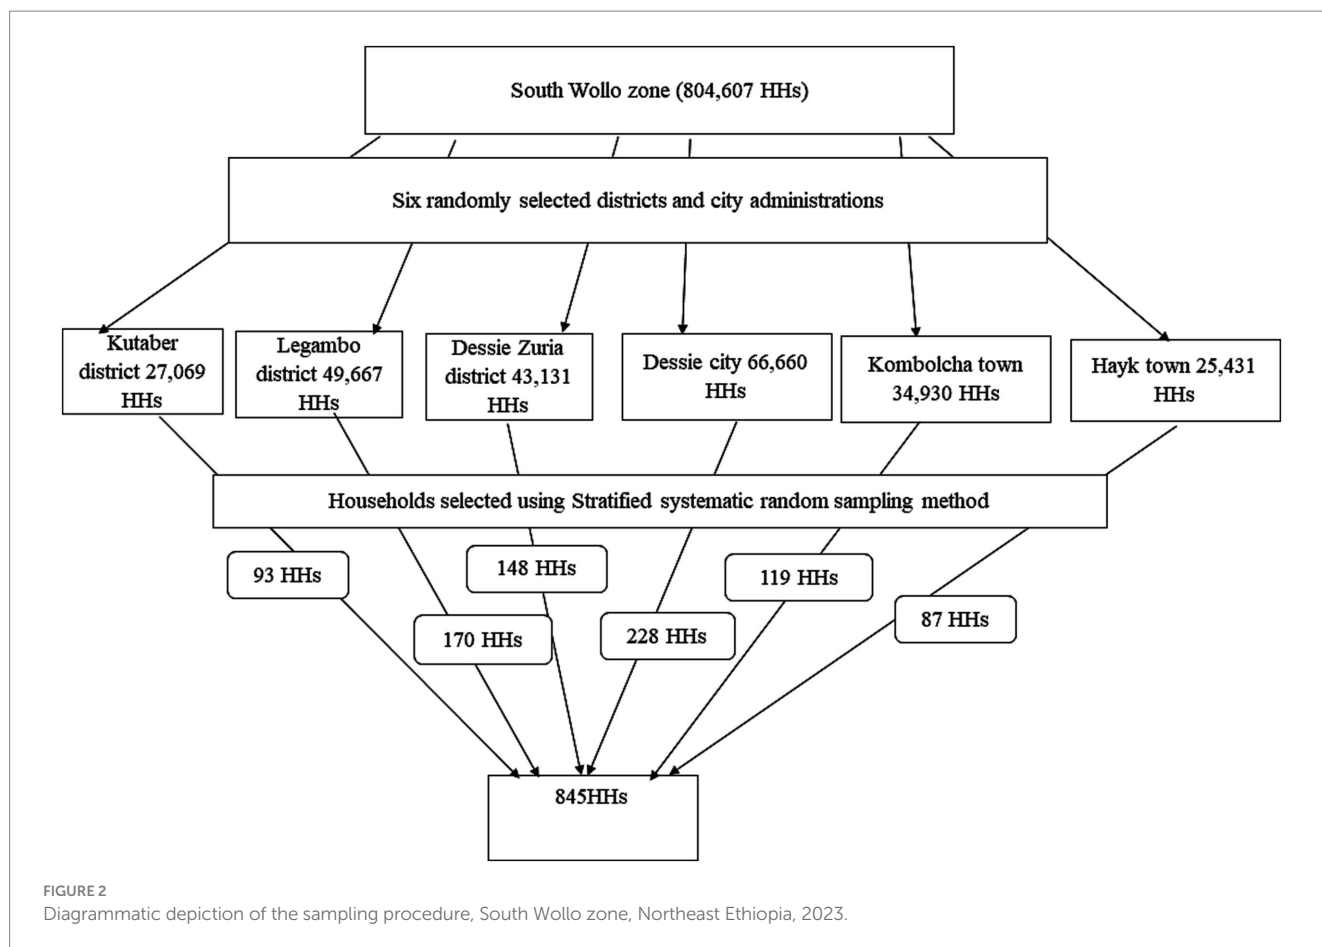 South Wollo zone (804,607 HHs)
Six randomly selected districts and city administrations
Kutaber
district 27,069
HHs
Legambo
district 49,667
HHs
Dessie Zuria
district 43,131
HHs
Dessie city 66,660
HHs
Kombolcha town
34,930 HHs
Hayk town 25,431
HHs
Households selected using Stratified systematic random sampling method
93 HHs
170 HHs
148 HHs
228 HHs
119 HHs
87 HHs
845HHs
FIGURE 2
Diagrammatic depiction of the sampling procedure, South Wollo zone, Northeast Ethiopia, 2023.